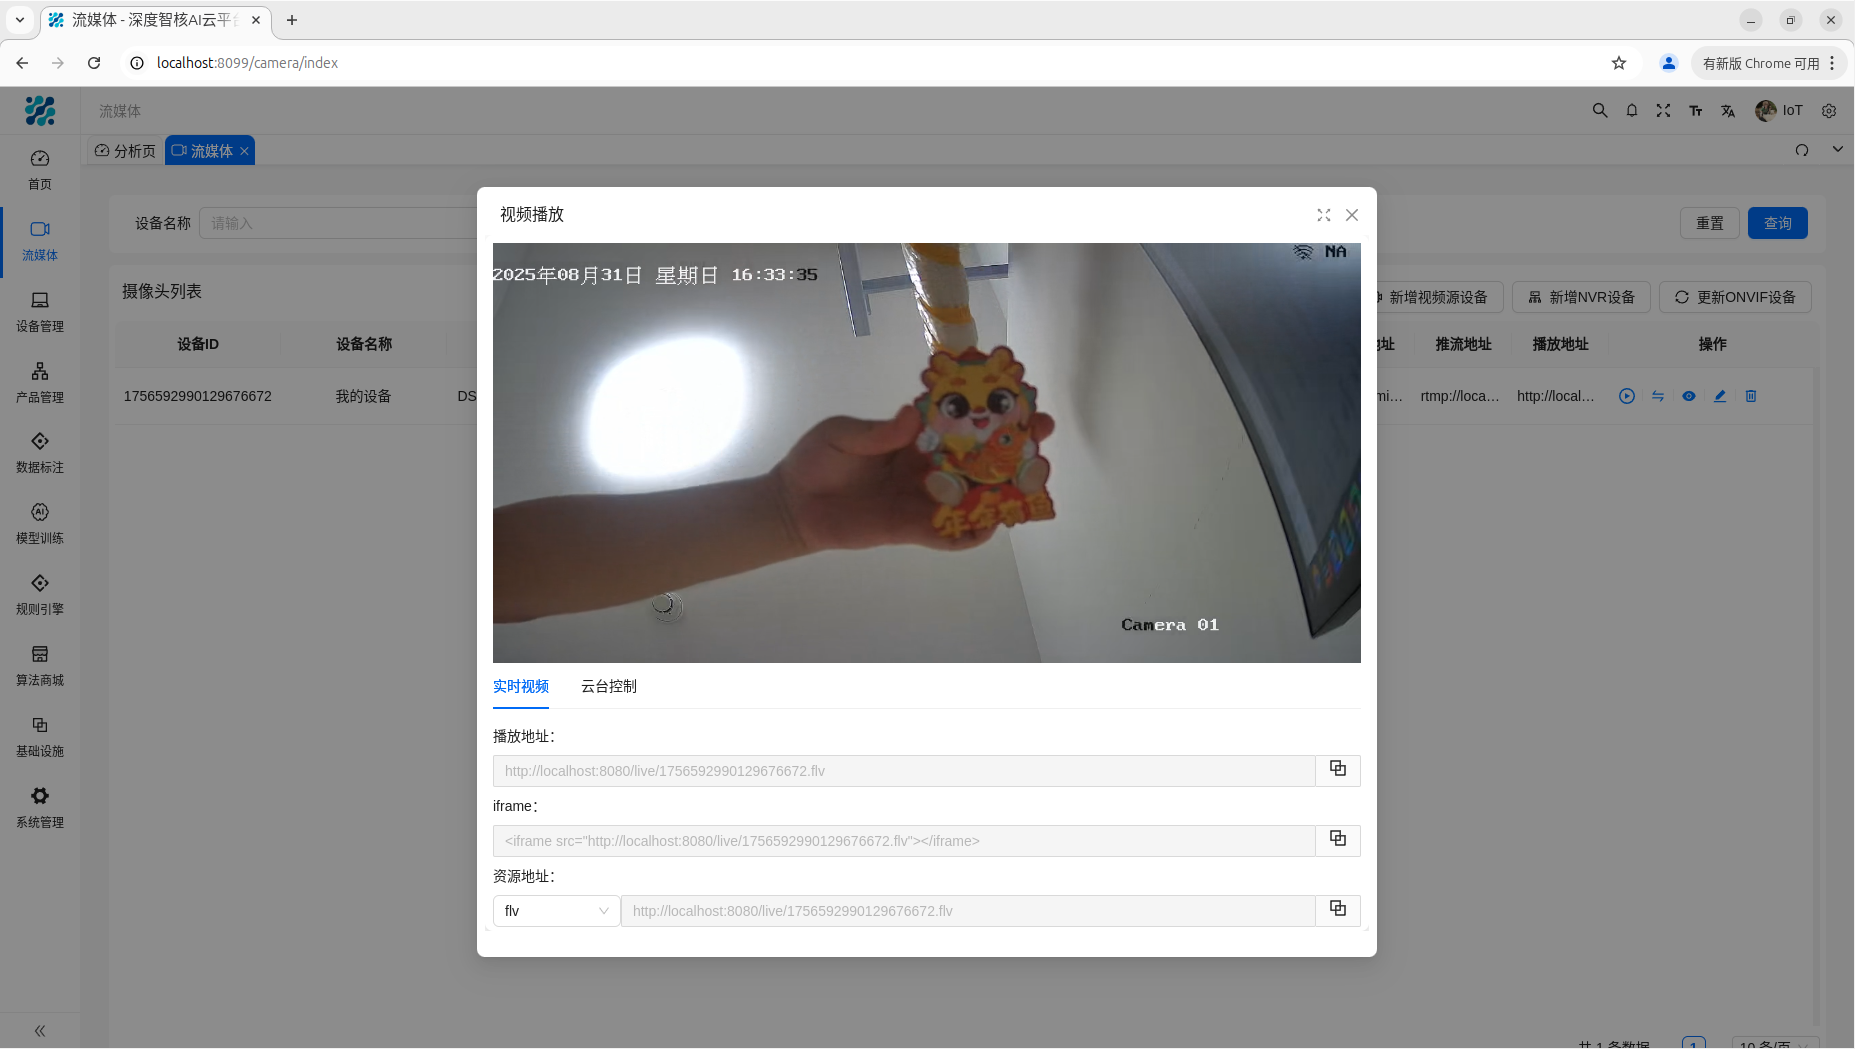 流媒体 - 深度智核AI云平台
localhost:8099/camera/index
有新版 Chrome 可用
流媒体
IoT
分析页
流媒体
首页
流媒体
设备管理
产品管理
数据标注
模型训练
规则引擎
算法商城
基础设施
系统管理
设备名称 请输入
重置 查询
摄像头列表
新增视频源设备 新增NVR设备 更新ONVIF设备
设备ID 设备名称 地址 推流地址 播放地址 操作
1756592990129676672 我的设备 DS mi... rtmp://loca... http://local...
视频播放
NA
2025年08月31日 星期日 16:33:35
Camera 01
实时视频 云台控制
播放地址：
http://localhost:8080/live/1756592990129676672.flv
iframe：
<iframe src="http://localhost:8080/live/1756592990129676672.flv"></iframe>
资源地址：
flv http://localhost:8080/live/1756592990129676672.flv
共 1 条数据 1 10 条/页